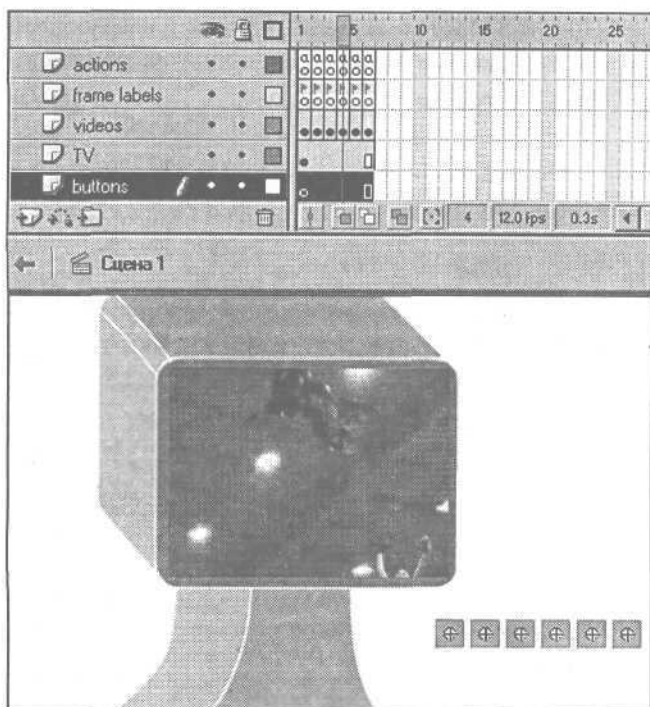 1 5 10 15 20 25
actions
frame labels
videos
TV
buttons
4 12.0 fps 0.3s
Сцена 1